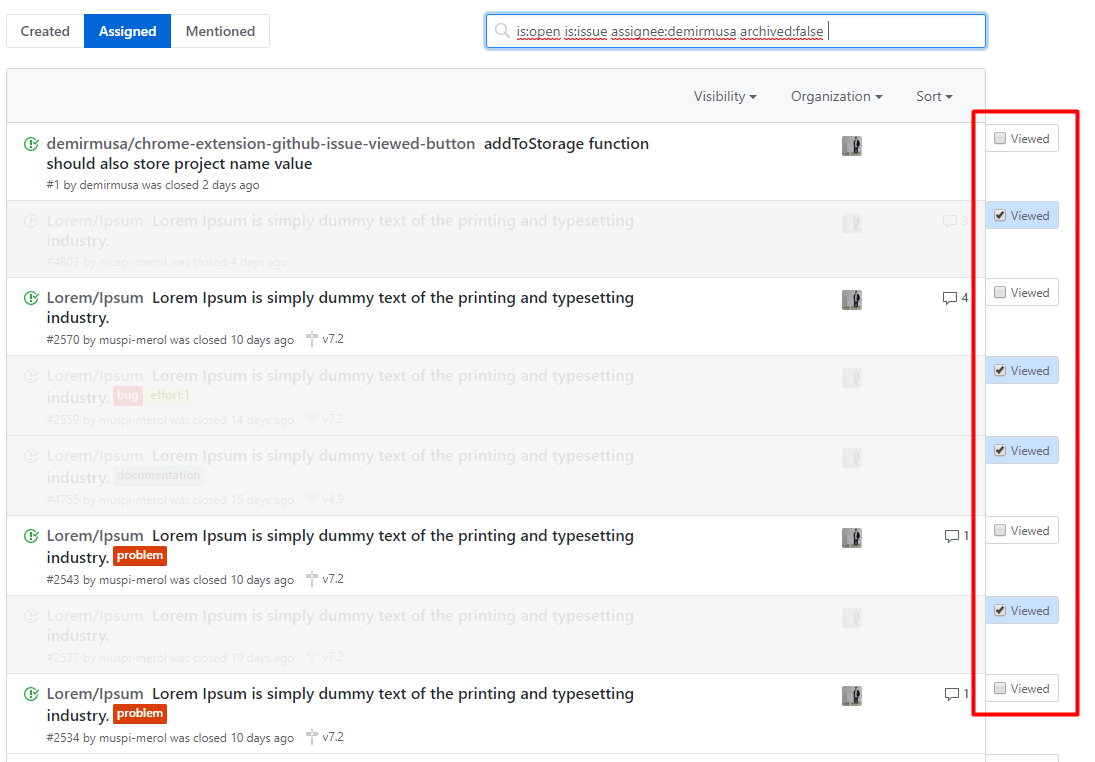 Created Assigned Mentioned is:open is:issue assignee:demirmusa archived:false
Visibility Organization Sort
demirmusa/chrome-extension-github-issue-viewed-button addToStorage function Viewed
should also store project name value
#1 by demirmusa was closed 2 days ago
Lorem/Ipsum Lorem Ipsum is simply dummy text of the printing and typesetting 3 Viewed
industry.
#4803 by muspi-merol was closed 4 days ago
Lorem/Ipsum Lorem Ipsum is simply dummy text of the printing and typesetting 4 Viewed
industry.
#2570 by muspi-merol was closed 10 days ago v7.2
Lorem/Ipsum Lorem Ipsum is simply dummy text of the printing and typesetting Viewed
industry. bug effort:1
#2559 by muspi-merol was closed 14 days ago v7.2
Lorem/Ipsum Lorem Ipsum is simply dummy text of the printing and typesetting Viewed
industry. documentation
#4755 by muspi-merol was closed 15 days ago v4.9
Lorem/Ipsum Lorem Ipsum is simply dummy text of the printing and typesetting 1 Viewed
industry. problem
#2543 by muspi-merol was closed 10 days ago v7.2
Lorem/Ipsum Lorem Ipsum is simply dummy text of the printing and typesetting Viewed
industry.
#2537 by muspi-merol was closed 19 days ago v7.2
Lorem/Ipsum Lorem Ipsum is simply dummy text of the printing and typesetting 1 Viewed
industry. problem
#2534 by muspi-merol was closed 10 days ago v7.2